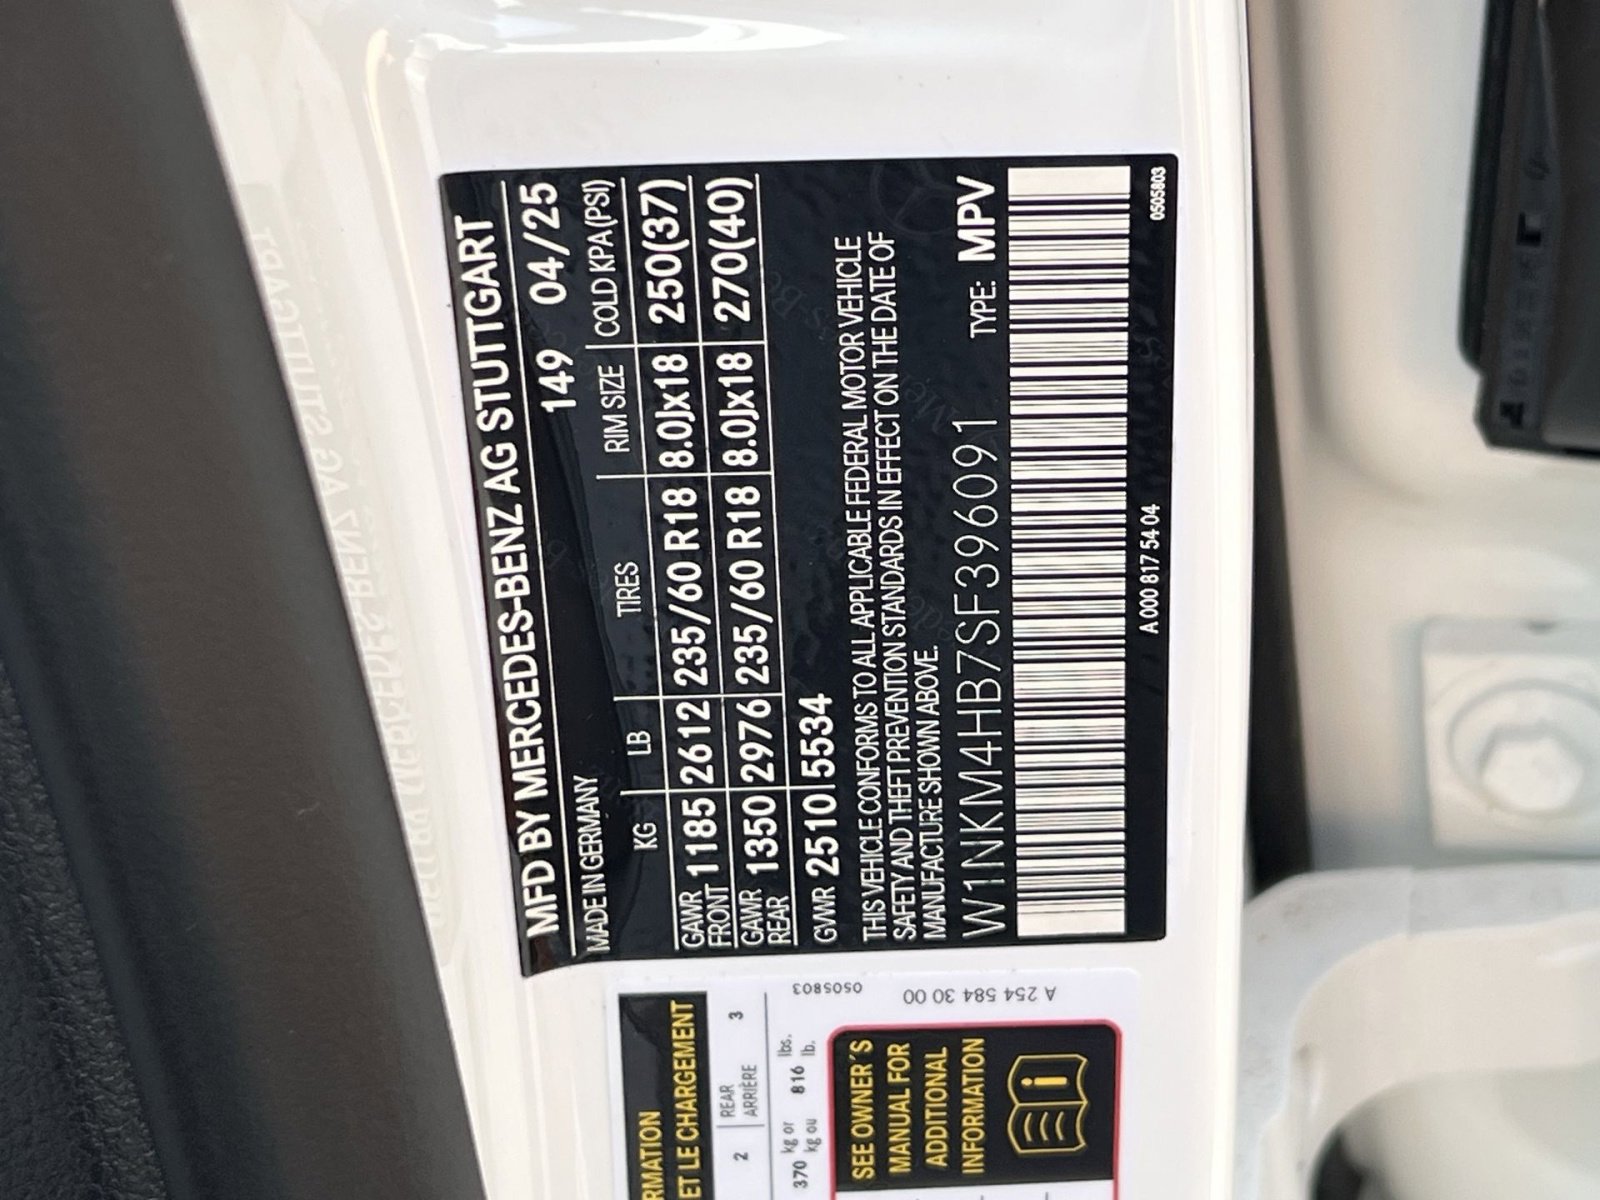 MFD BY MERCEDES-BENZ AG STUTTGART
MADE IN GERMANY 149 04/25
KG LB TIRES RIM SIZE COLD KPA(PSI)
GAWR FRONT 1185 2612 235/60 R18 8.0Jx18 250(37)
GAWR REAR 1350 2976 235/60 R18 8.0Jx18 270(40)
GVWR 2510 5534
THIS VEHICLE CONFORMS TO ALL APPLICABLE FEDERAL MOTOR VEHICLE
SAFETY AND THEFT PREVENTION STANDARDS IN EFFECT ON THE DATE OF
MANUFACTURE SHOWN ABOVE.
W1NKM4HB7SF396091 TYPE: MPV
A 000 817 54 04 0505803
RMATION
ET LE CHARGEMENT
2 REAR ARRIÈRE 3
370 kg or 816 lbs.
kg ou lb.
0505803
A 254 584 30 00
SEE OWNER'S
MANUAL FOR
ADDITIONAL
INFORMATION